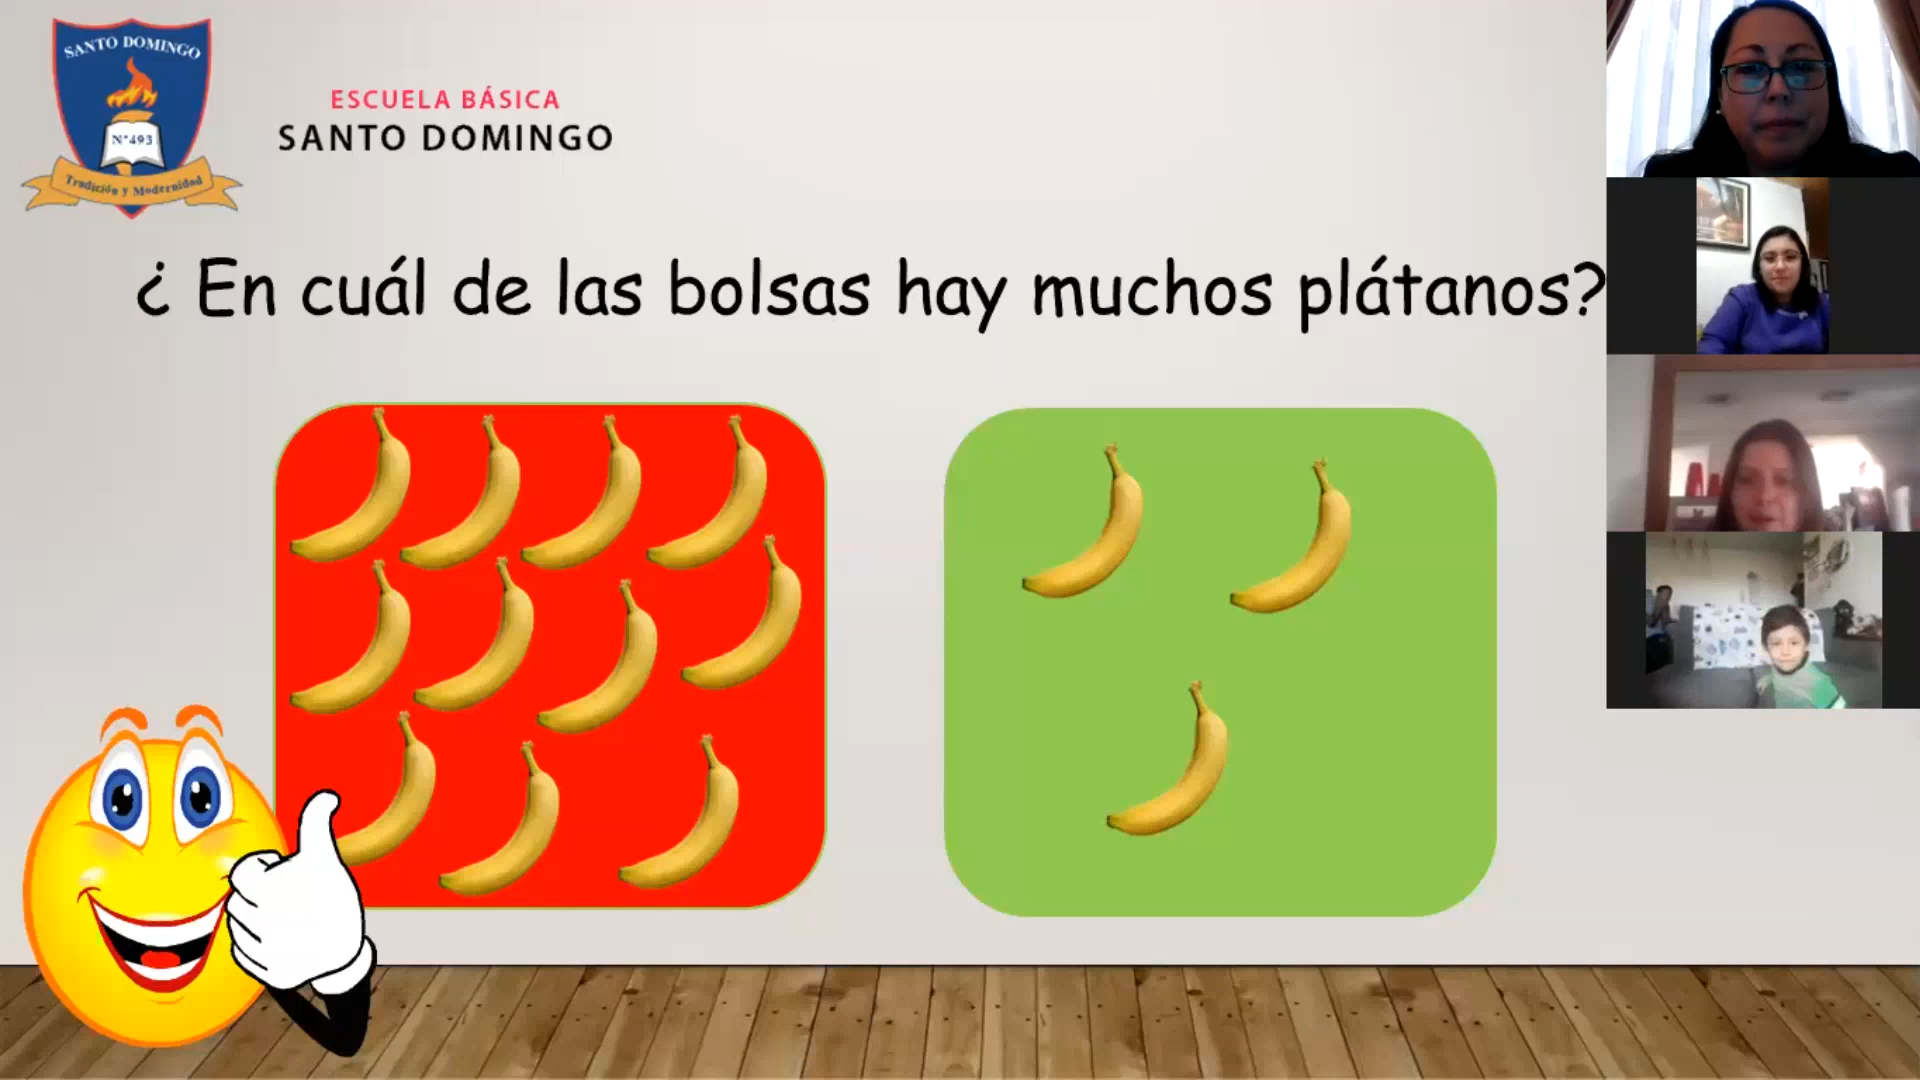 SANTO DOMINGO
N°493
Tradición y Modernidad
ESCUELA BÁSICA
SANTO DOMINGO
¿ En cuál de las bolsas hay muchos plátanos?